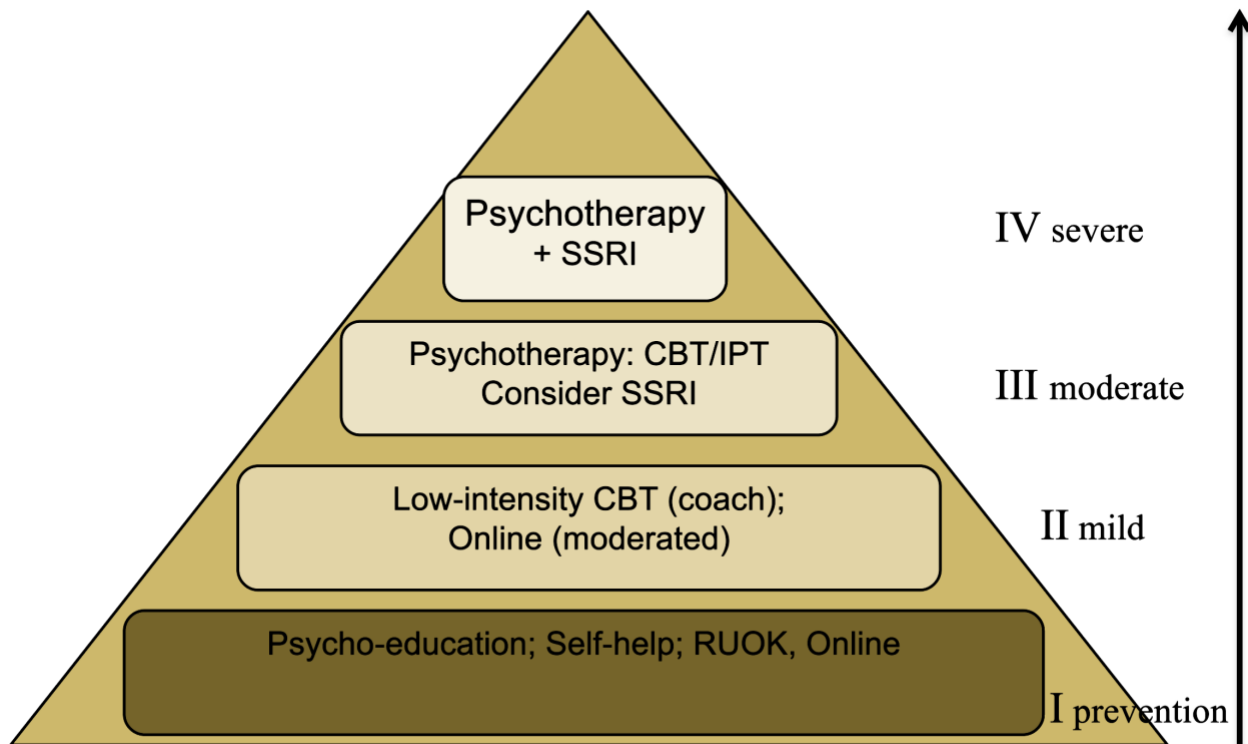 Psychotherapy
+ SSRI
IV severe
Psychotherapy: CBT/IPT
Consider SSRI
III moderate
Low-intensity CBT (coach);
Online (moderated)
II mild
Psycho-education; Self-help; RUOK, Online
I prevention